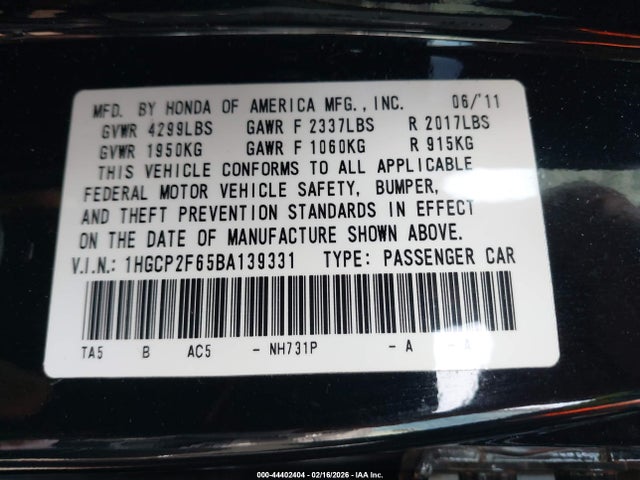 MFD. BY HONDA OF AMERICA MFG., INC. 06/'11
GVWR 4299LBS GAWR F 2337LBS R 2017LBS
GVWR 1950KG GAWR F 1060KG R 915KG
THIS VEHICLE CONFORMS TO ALL APPLICABLE
FEDERAL MOTOR VEHICLE SAFETY, BUMPER,
AND THEFT PREVENTION STANDARDS IN EFFECT
ON THE DATE OF MANUFACTURE SHOWN ABOVE.
V.I.N.: 1HGCP2F65BA139331 TYPE: PASSENGER CAR
TA5 B AC5 - NH731P - A - A
000-44402404 - 02/16/2026 - IAA Inc.